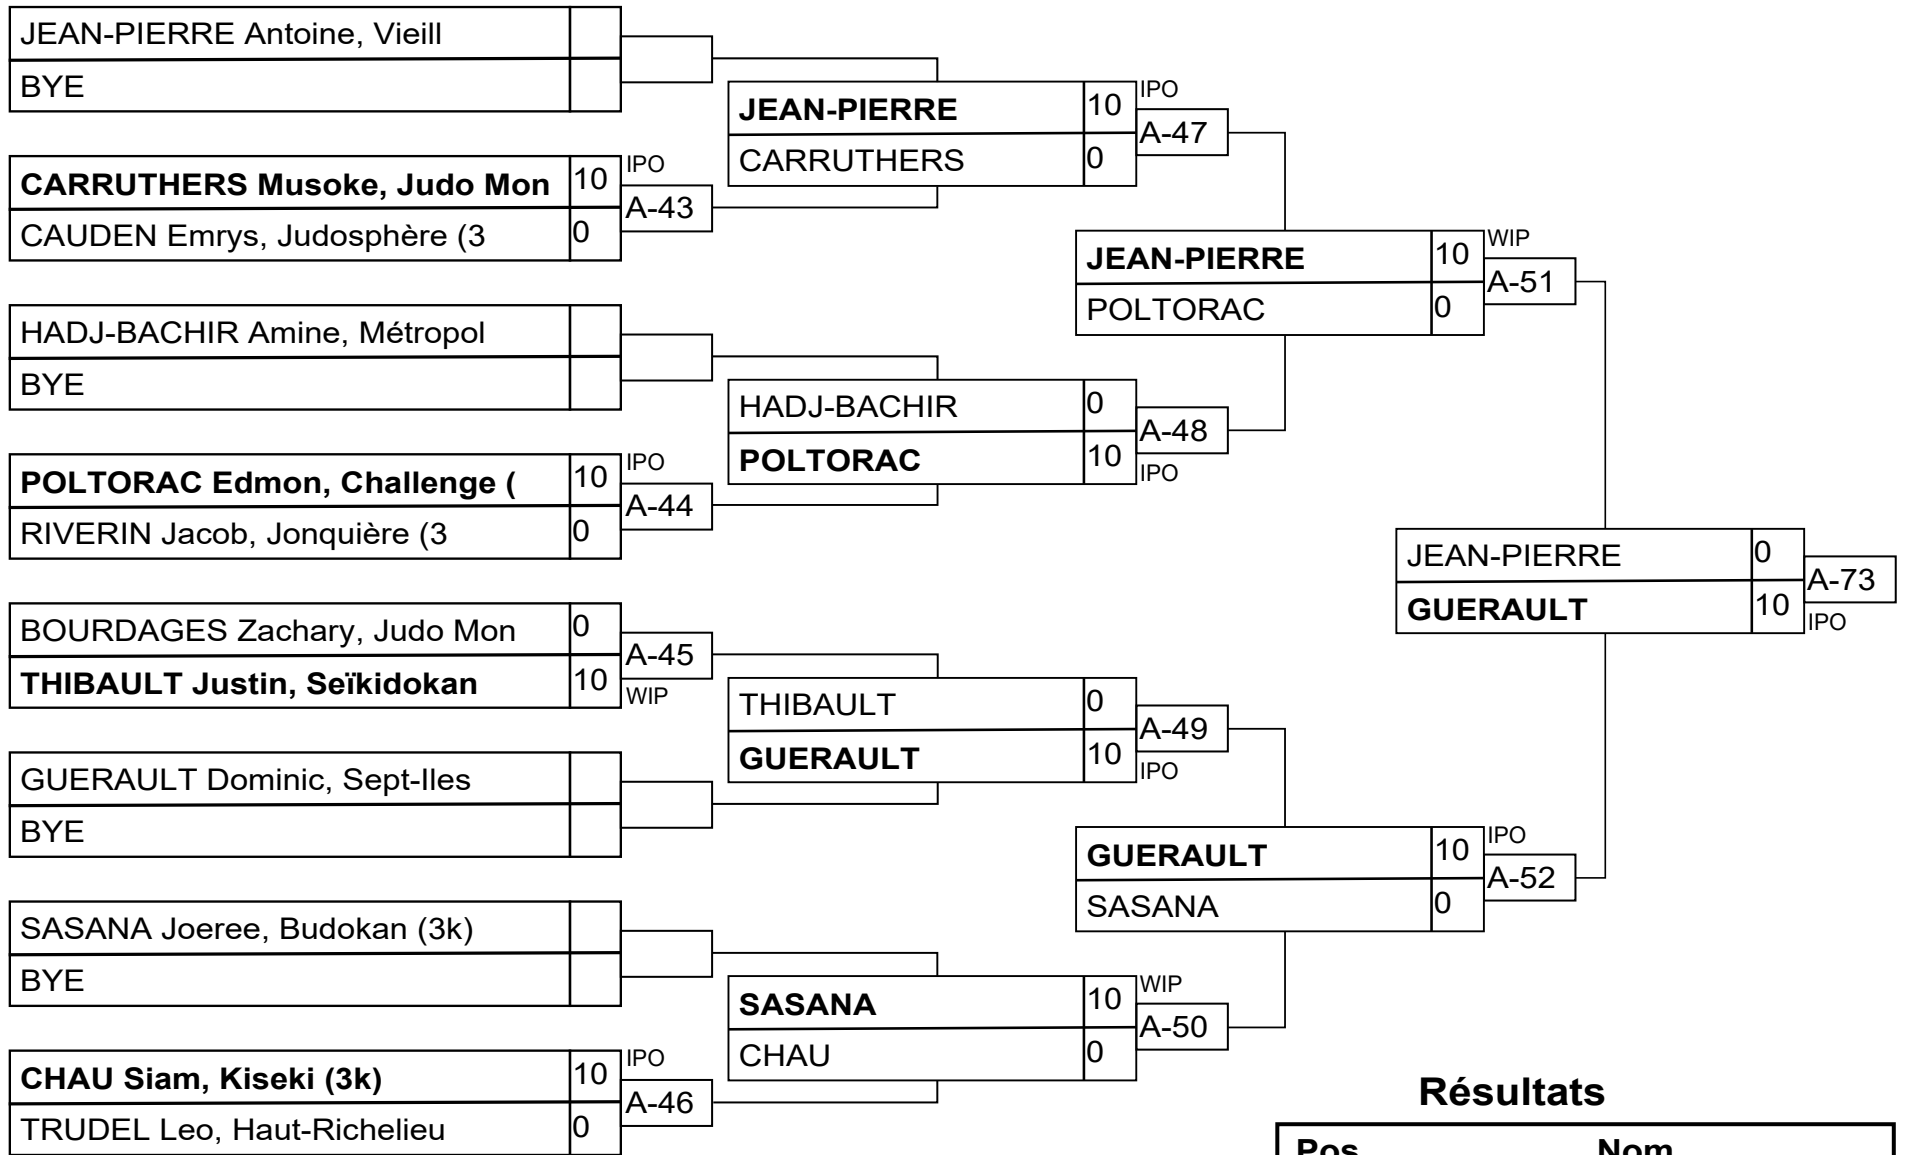 JEAN-PIERRE Antoine, Vieill
BYE
CARRUTHERS Musoke, Judo Mon 10 IPO
A-43
CAUDEN Emrys, Judosphère (3 0
HADJ-BACHIR Amine, Métropol
BYE
POLTORAC Edmon, Challenge ( 10 IPO
A-44
RIVERIN Jacob, Jonquière (3 0
BOURDAGES Zachary, Judo Mon 0
A-45
THIBAULT Justin, Seïkidokan 10 WIP
GUERAULT Dominic, Sept-Iles
BYE
SASANA Joeree, Budokan (3k)
BYE
CHAU Siam, Kiseki (3k) 10 IPO
A-46
TRUDEL Leo, Haut-Richelieu 0
JEAN-PIERRE 10 IPO
A-47
CARRUTHERS 0
HADJ-BACHIR 0
A-48
POLTORAC 10 IPO
THIBAULT 0
A-49
GUERAULT 10 IPO
SASANA 10 WIP
A-50
CHAU 0
JEAN-PIERRE 10 WIP
A-51
POLTORAC 0
GUERAULT 10 IPO
A-52
SASANA 0
JEAN-PIERRE 0
A-73
GUERAULT 10 IPO
Résultats
Pos Nom